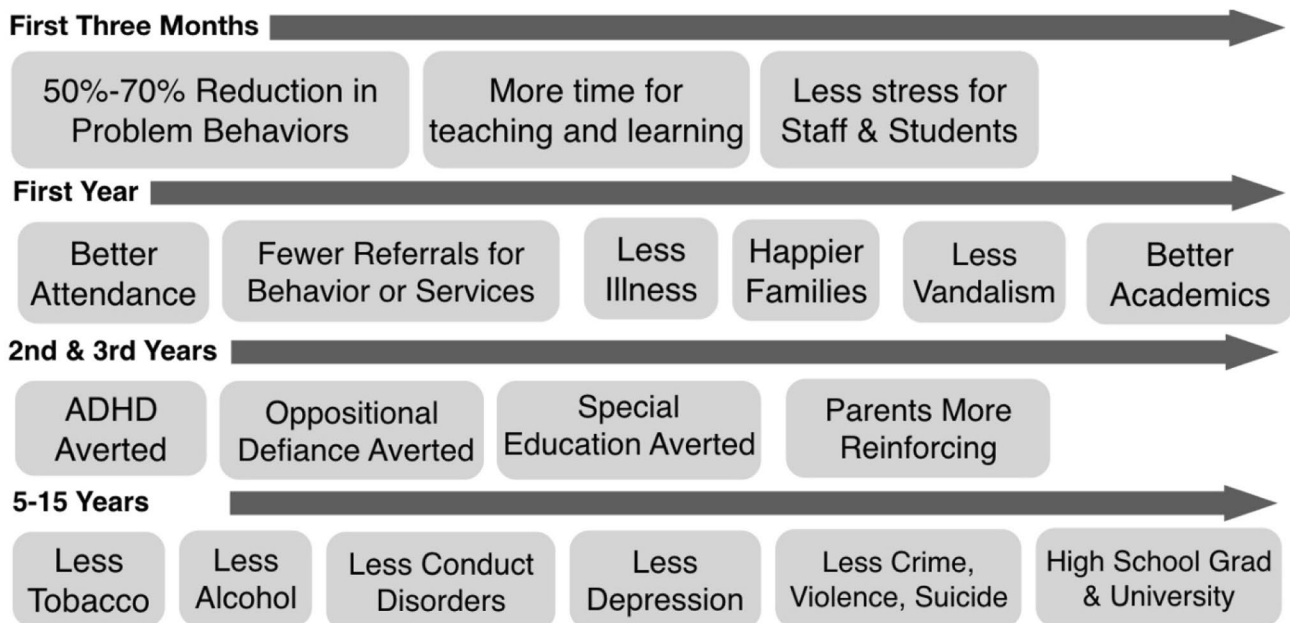 First Three Months
50%-70% Reduction in
Problem Behaviors
More time for
teaching and learning
Less stress for
Staff & Students
First Year
Better
Attendance
Fewer Referrals for
Behavior or Services
Less
Illness
Happier
Families
Less
Vandalism
Better
Academics
2nd & 3rd Years
ADHD
Averted
Oppositional
Defiance Averted
Special
Education Averted
Parents More
Reinforcing
5-15 Years
Less
Tobacco
Less
Alcohol
Less Conduct
Disorders
Less
Depression
Less Crime,
Violence, Suicide
High School Grad
& University